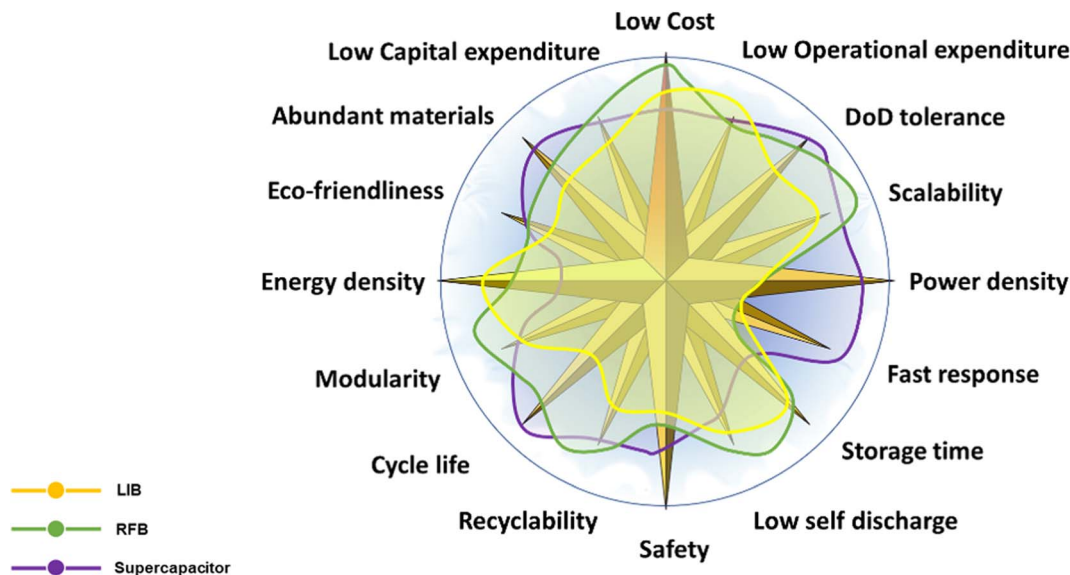 Low Cost
Low Capital expenditure
Low Operational expenditure
Abundant materials
DoD tolerance
Eco-friendliness
Scalability
Energy density
Power density
Modularity
Fast response
Cycle life
Storage time
Recyclability
Low self discharge
Safety
LIB
RFB
Supercapacitor